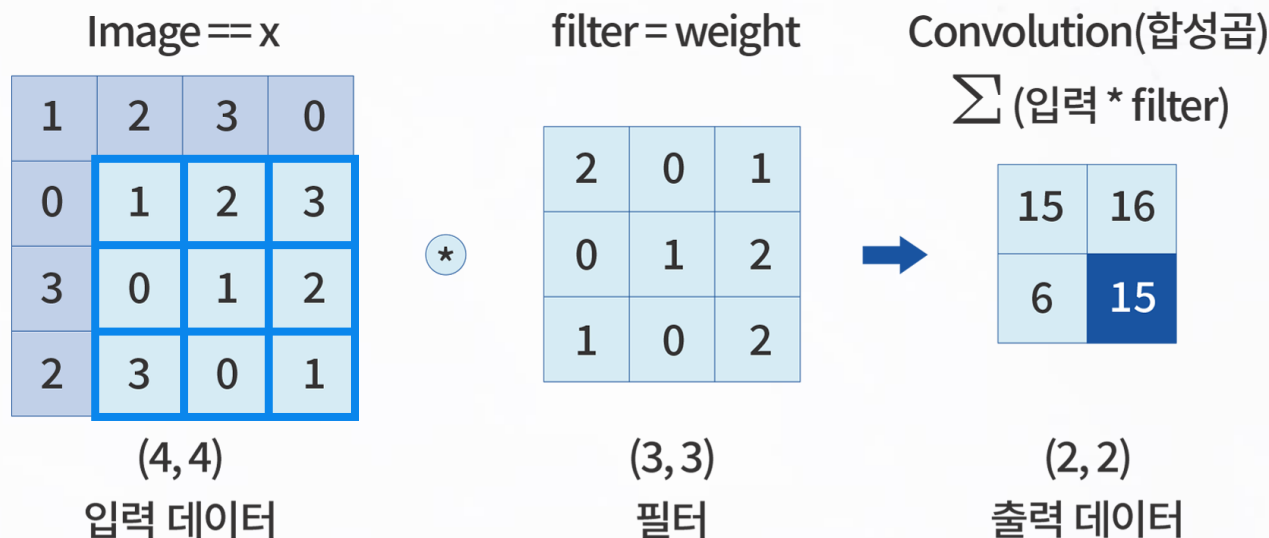 Image == x
filter = weight
Convolution(합성곱)
∑ (입력 * filter)
1 2 3 0
0 1 2 3
3 0 1 2
2 3 0 1
*
2 0 1
0 1 2
1 0 2
15 16
6 15
(4, 4)
입력 데이터
(3, 3)
필터
(2, 2)
출력 데이터